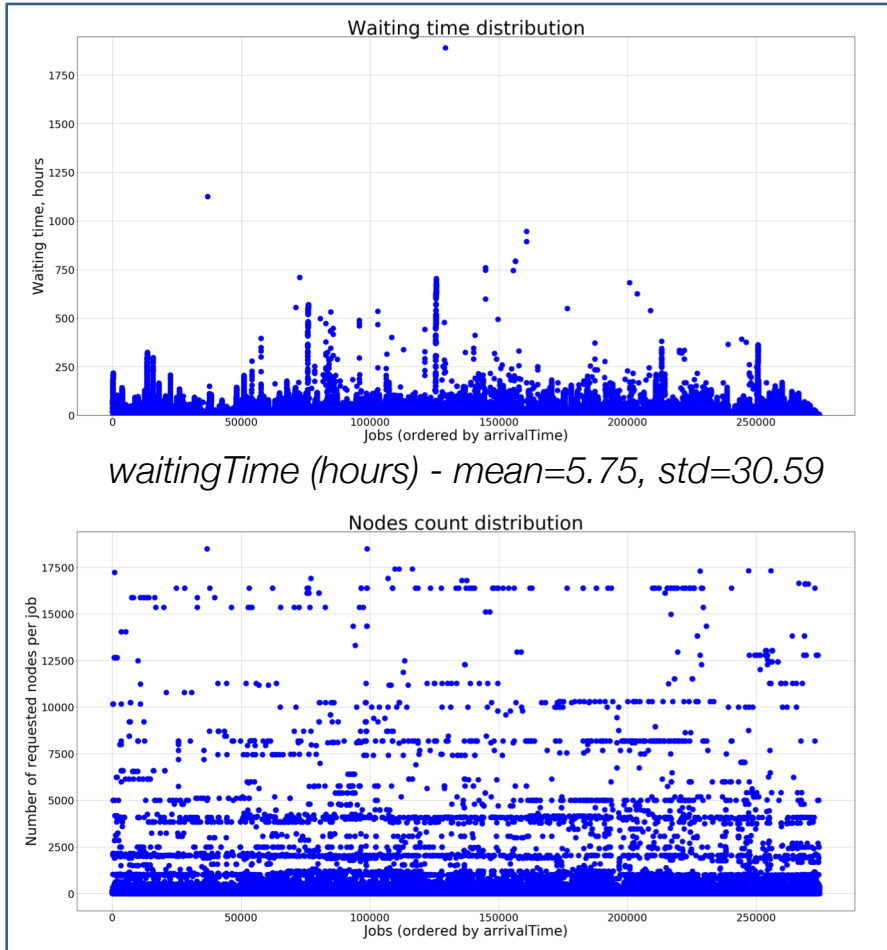 Waiting time distribution
Waiting time, hours
1750
1500
1250
1000
750
500
250
0
0 50000 100000 150000 200000 250000
Jobs (ordered by arrivalTime)
waitingTime (hours) - mean=5.75, std=30.59
Nodes count distribution
Number of requested nodes per job
17500
15000
12500
10000
7500
5000
2500
0
0 50000 100000 150000 200000 250000
Jobs (ordered by arrivalTime)